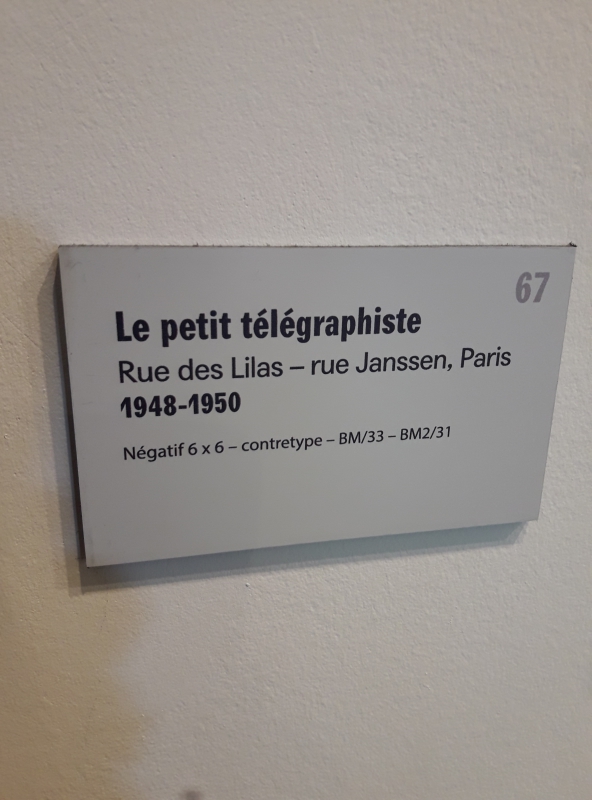 67
Le petit télégraphiste
Rue des Lilas – rue Janssen, Paris
1948-1950
Négatif 6 x 6 – contretype – BM/33 – BM2/31